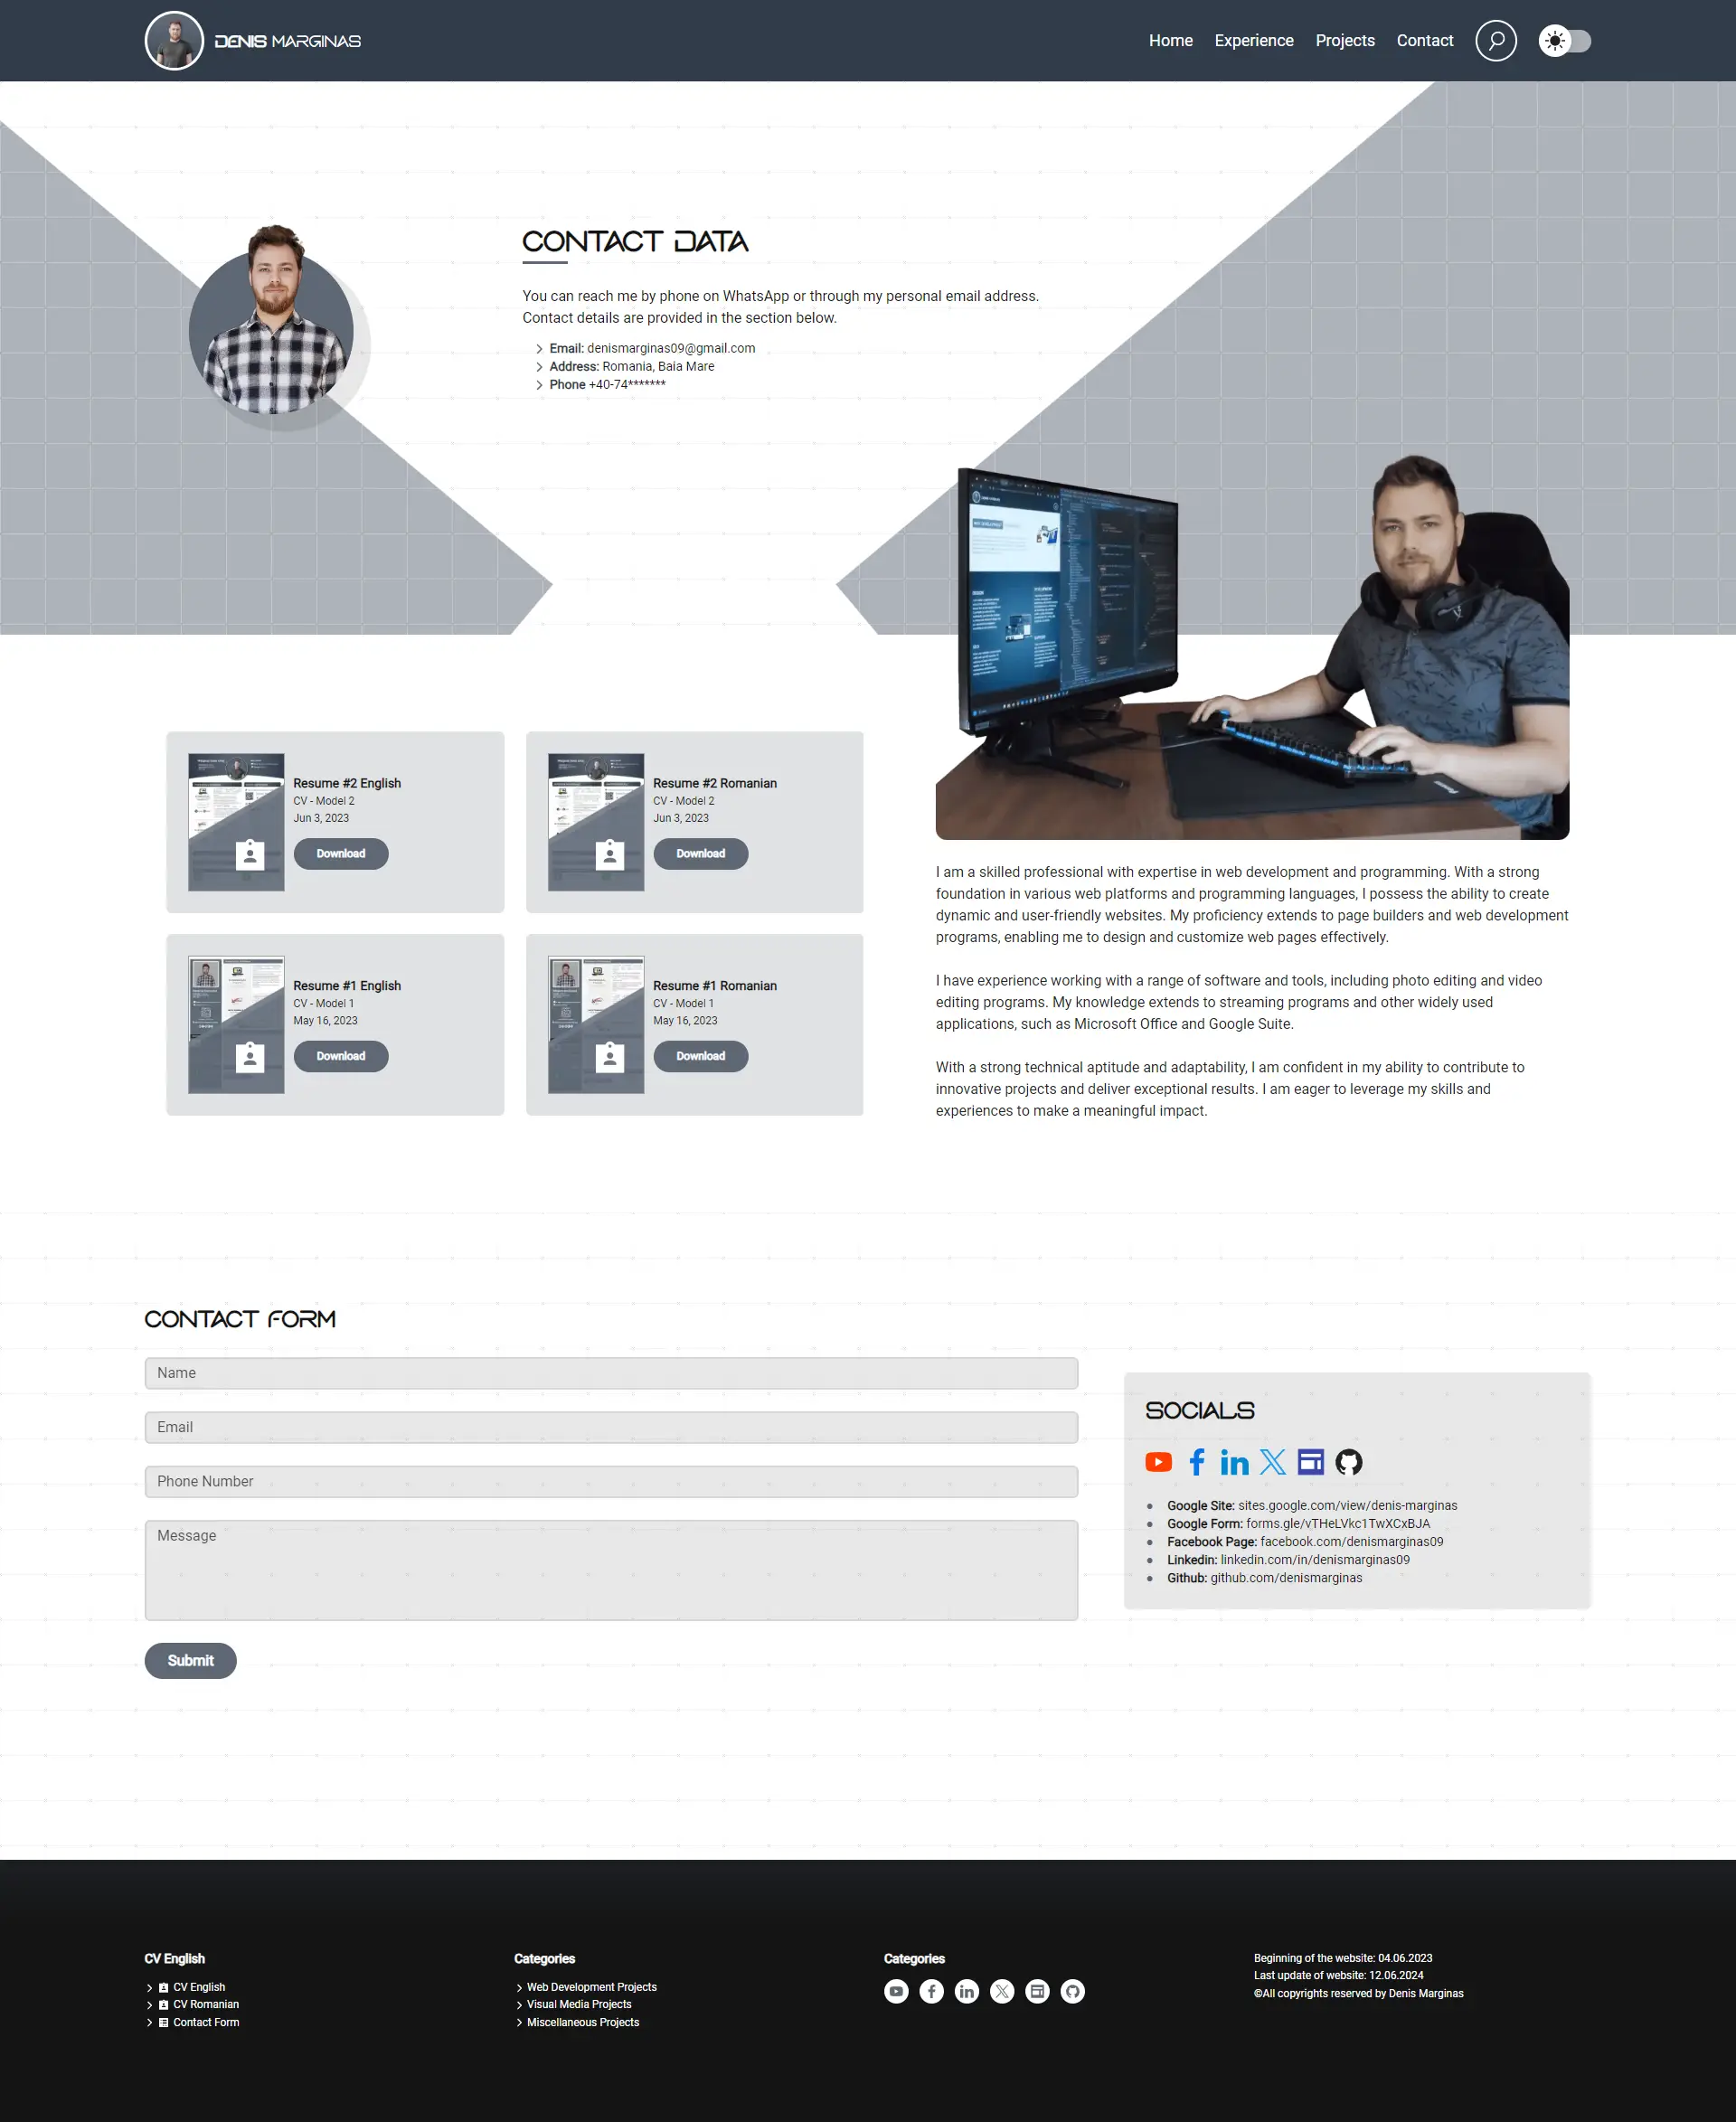 DENIS MARGINAS
Home Experience Projects Contact
CONTACT DATA
You can reach me by phone on WhatsApp or through my personal email address.
Contact details are provided in the section below.
Email: denismarginas09@gmail.com
Address: Romania, Baia Mare
Phone +40-74*******
Resume #2 English
CV - Model 2
Jun 3, 2023
Download
Resume #2 Romanian
CV - Model 2
Jun 3, 2023
Download
Resume #1 English
CV - Model 1
May 16, 2023
Download
Resume #1 Romanian
CV - Model 1
May 16, 2023
Download
I am a skilled professional with expertise in web development and programming. With a strong
foundation in various web platforms and programming languages, I possess the ability to create
dynamic and user-friendly websites. My proficiency extends to page builders and web development
programs, enabling me to design and customize web pages effectively.
I have experience working with a range of software and tools, including photo editing and video
editing programs. My knowledge extends to streaming programs and other widely used
applications, such as Microsoft Office and Google Suite.
With a strong technical aptitude and adaptability, I am confident in my ability to contribute to
innovative projects and deliver exceptional results. I am eager to leverage my skills and
experiences to make a meaningful impact.
CONTACT FORM
Name
Email
Phone Number
Message
Submit
SOCIALS
Google Site: sites.google.com/view/denis-marginas
Google Form: forms.gle/vTHeLVkc1TwXCxBJA
Facebook Page: facebook.com/denismarginas09
Linkedin: linkedin.com/in/denismarginas09
Github: github.com/denismarginas
CV English
CV English
CV Romanian
Contact Form
Categories
Web Development Projects
Visual Media Projects
Miscellaneous Projects
Categories
Beginning of the website: 04.06.2023
Last update of website: 12.06.2024
©All copyrights reserved by Denis Marginas